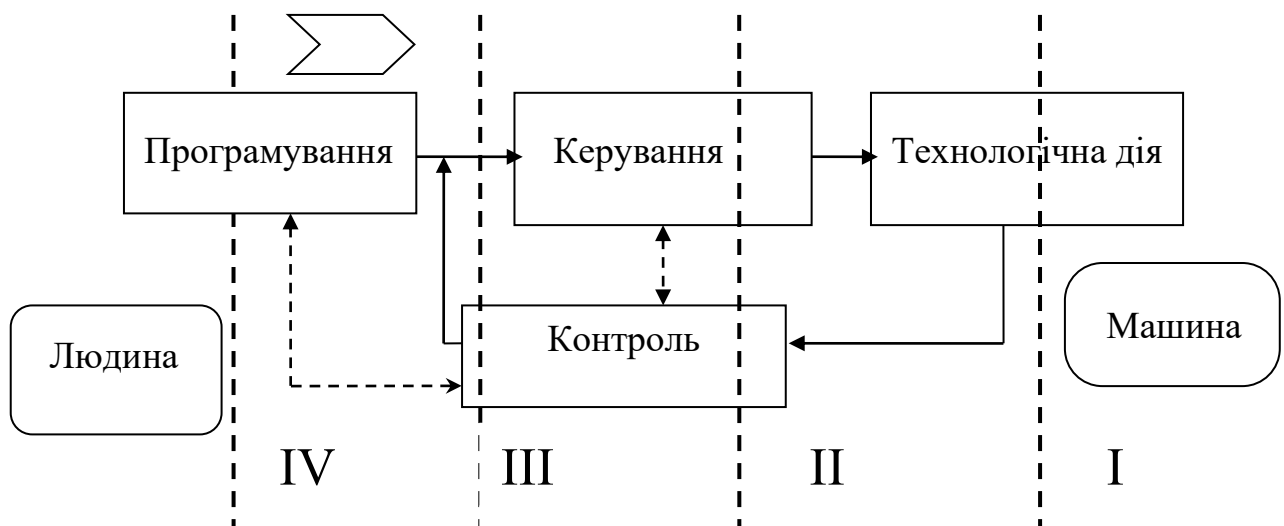 Програмування
Керування
Технологічна дія
Людина
Контроль
Машина
IV
III
II
I